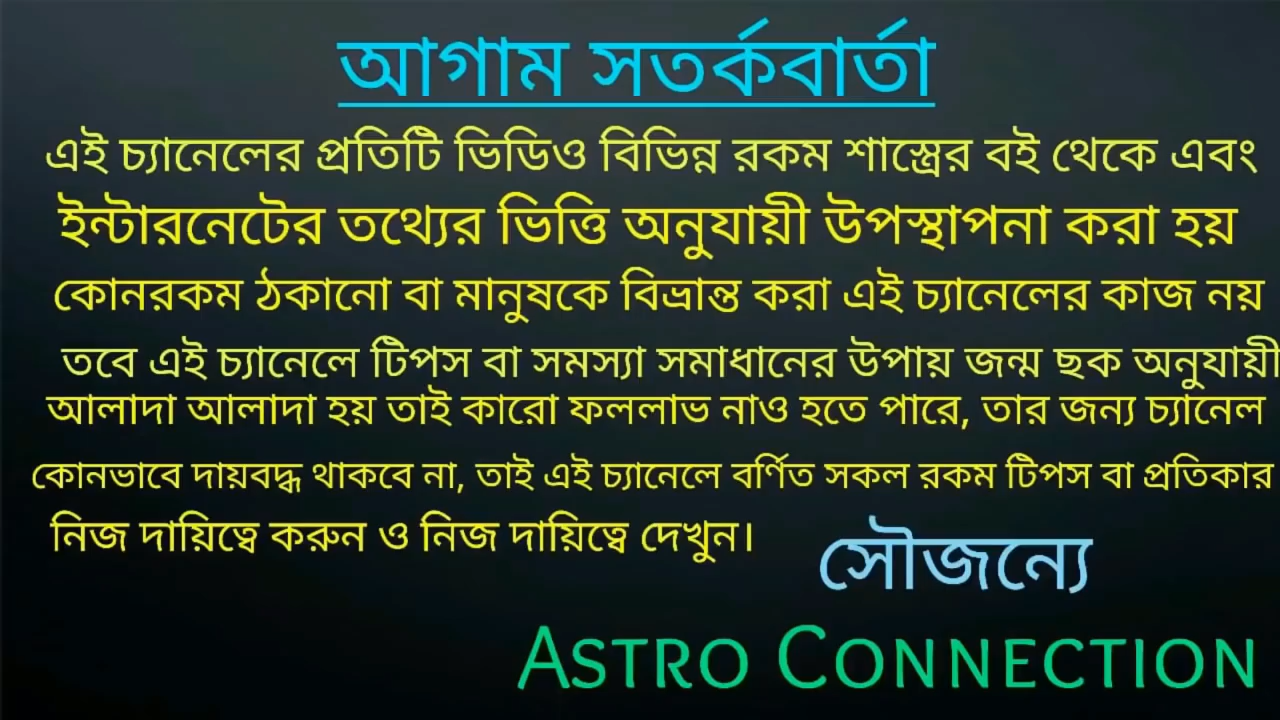 আগাম সতর্কবার্তা
এই চ্যানেলের প্রতিটি ভিডিও বিভিন্ন রকম শাস্ত্রের বই থেকে এবং
ইন্টারনেটের তথ্যের ভিত্তি অনুযায়ী উপস্থাপনা করা হয়
কোনরকম ঠকানো বা মানুষকে বিভ্রান্ত করা এই চ্যানেলের কাজ নয়
তবে এই চ্যানেলে টিপস বা সমস্যা সমাধানের উপায় জন্ম ছক অনুযায়ী
আলাদা আলাদা হয় তাই কারো ফললাভ নাও হতে পারে, তার জন্য চ্যানেল
কোনভাবে দায়বদ্ধ থাকবে না, তাই এই চ্যানেলে বর্ণিত সকল রকম টিপস বা প্রতিকার
নিজ দায়িত্বে করুন ও নিজ দায়িত্বে দেখুন।
সৌজন্যে
ASTRO CONNECTION